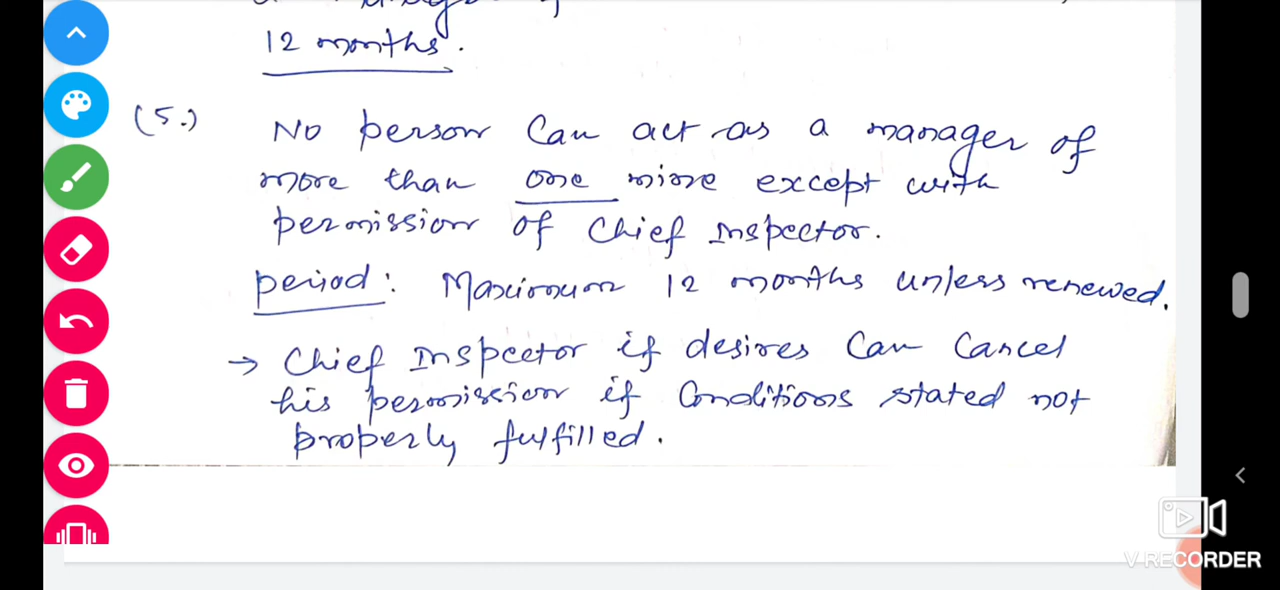 12 months.
(5.)
No person can act as a manager of
more than one mine except with
permission of Chief Inspector.
period: Maximum 12 months unless renewed.
→ Chief Inspector if desires can cancel
his permission if conditions stated not
properly fulfilled.
V-RECORDER